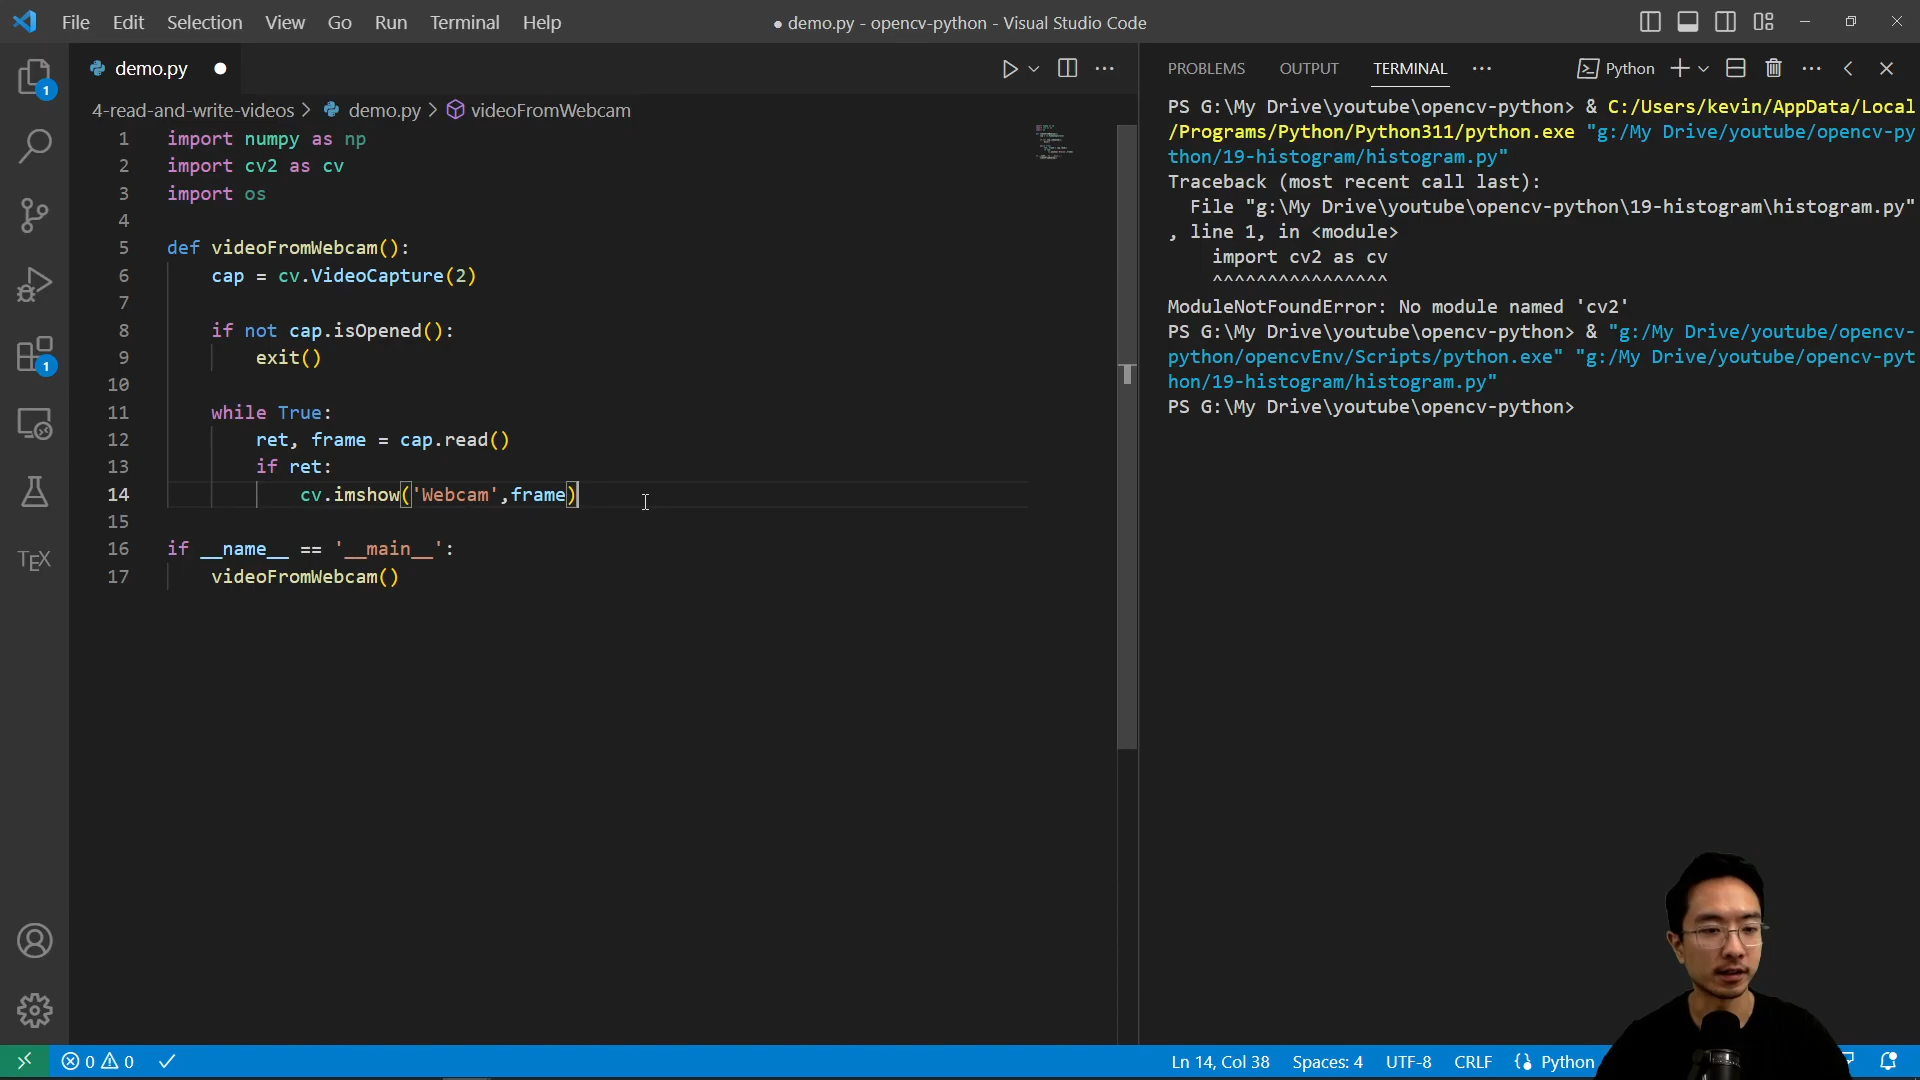 File Edit Selection View Go Run Terminal Help
● demo.py - opencv-python - Visual Studio Code
demo.py
4-read-and-write-videos > demo.py > videoFromWebcam
1 import numpy as np
2 import cv2 as cv
3 import os
4
5 def videoFromWebcam():
6 cap = cv.VideoCapture(2)
7
8 if not cap.isOpened():
9 exit()
10
11 while True:
12 ret, frame = cap.read()
13 if ret:
14 cv.imshow('Webcam',frame)
15
16 if __name__ == '__main__':
17 videoFromWebcam()
PROBLEMS OUTPUT TERMINAL Python
PS G:\My Drive\youtube\opencv-python> & C:/Users/kevin/AppData/Local
/Programs/Python/Python311/python.exe "g:/My Drive/youtube/opencv-py
thon/19-histogram/histogram.py"
Traceback (most recent call last):
File "g:\My Drive\youtube\opencv-python\19-histogram\histogram.py"
, line 1, in <module>
import cv2 as cv
^^^^^^^^^^^^^^^^
ModuleNotFoundError: No module named 'cv2'
PS G:\My Drive\youtube\opencv-python> & "g:/My Drive/youtube/opencv-
python/opencvEnv/Scripts/python.exe" "g:/My Drive/youtube/opencv-pyt
hon/19-histogram/histogram.py"
PS G:\My Drive\youtube\opencv-python>
1
1
TEX
0 0
Ln 14, Col 38 Spaces: 4 UTF-8 CRLF Python